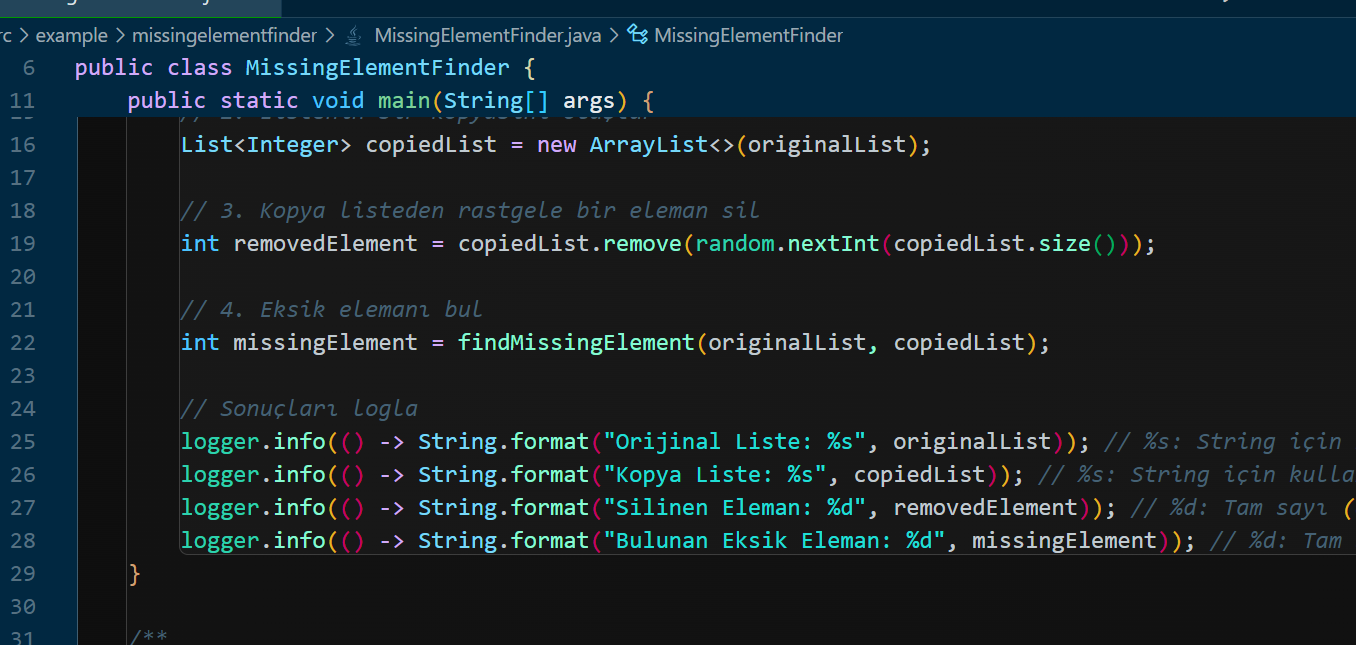 rc > example > missingelementfinder > MissingElementFinder.java > MissingElementFinder
6 public class MissingElementFinder {
11 public static void main(String[] args) {
16 List<Integer> copiedList = new ArrayList<>(originalList);
17
18 // 3. Kopya listeden rastgele bir eleman sil
19 int removedElement = copiedList.remove(random.nextInt(copiedList.size()));
20
21 // 4. Eksik elemanı bul
22 int missingElement = findMissingElement(originalList, copiedList);
23
24 // Sonuçları logla
25 logger.info(() -> String.format("Orijinal Liste: %s", originalList)); // %s: String için
26 logger.info(() -> String.format("Kopya Liste: %s", copiedList)); // %s: String için kulla
27 logger.info(() -> String.format("Silinen Eleman: %d", removedElement)); // %d: Tam sayı (
28 logger.info(() -> String.format("Bulunan Eksik Eleman: %d", missingElement)); // %d: Tam
29 }
30
31 /**